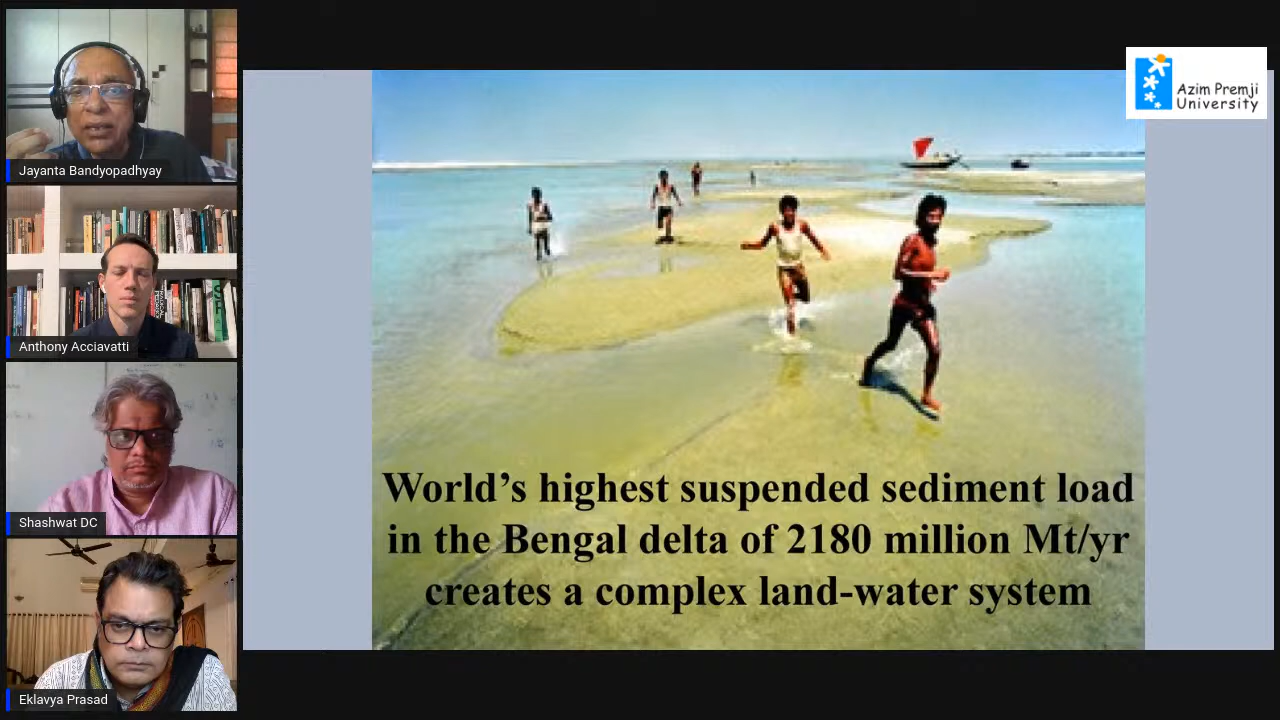 Jayanta Bandyopadhyay
Anthony Acciavatti
Shashwat DC
Eklavya Prasad
Azim Premji
University
World’s highest suspended sediment load
in the Bengal delta of 2180 million Mt/yr
creates a complex land-water system